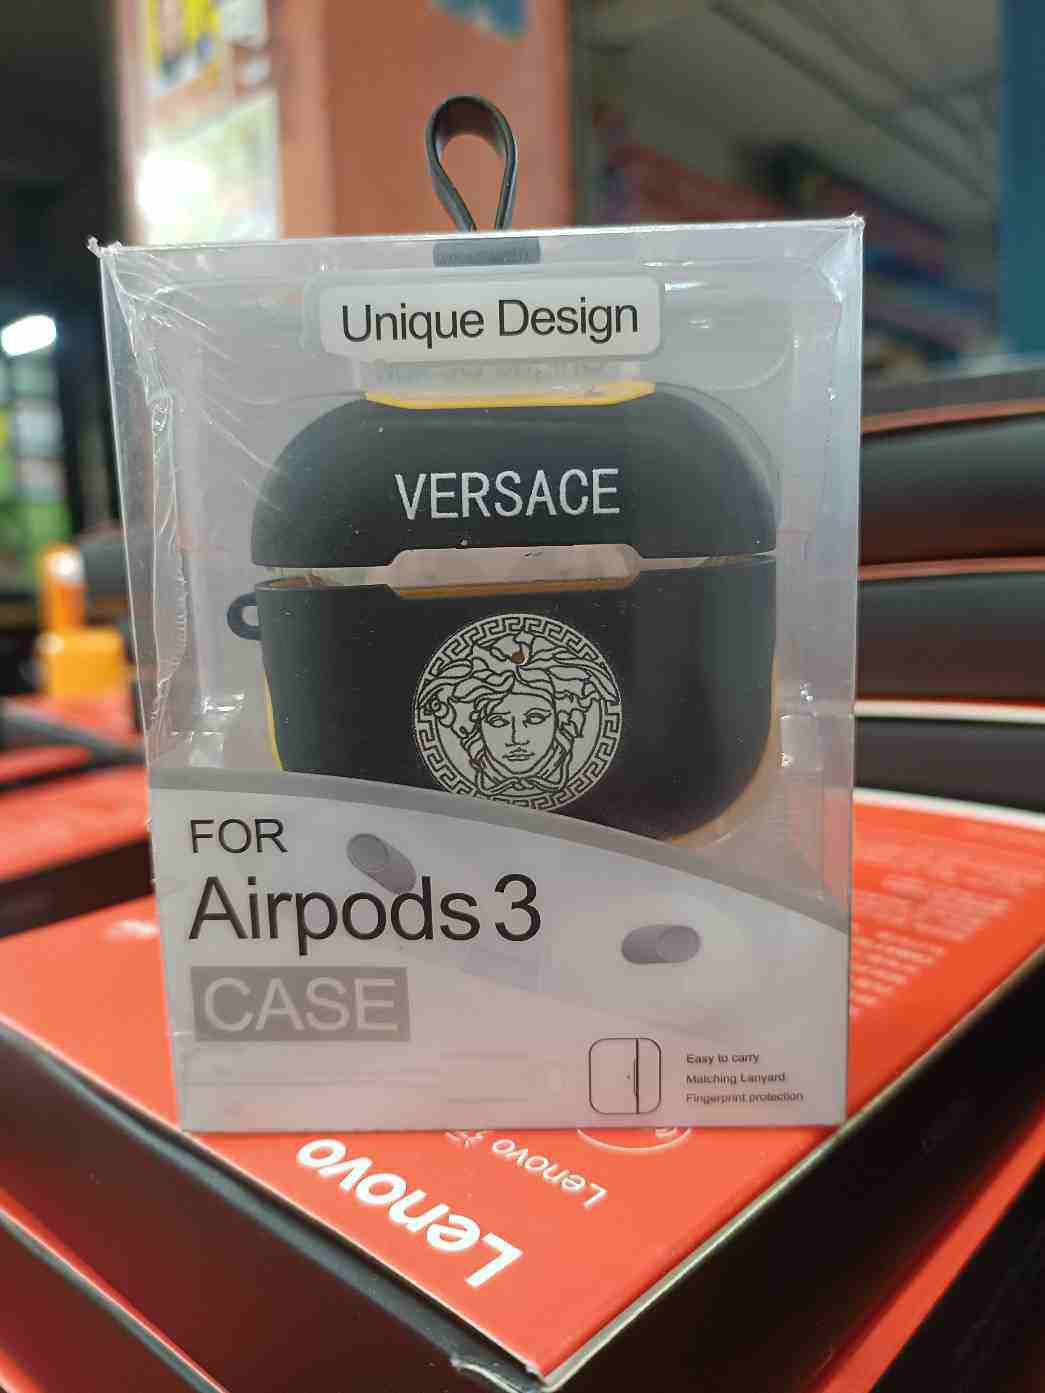 Unique Design
VERSACE
FOR
Airpods 3
CASE
Easy to carry
Matching Lanyard
Fingerprint protection
Lenovo
Lenovo